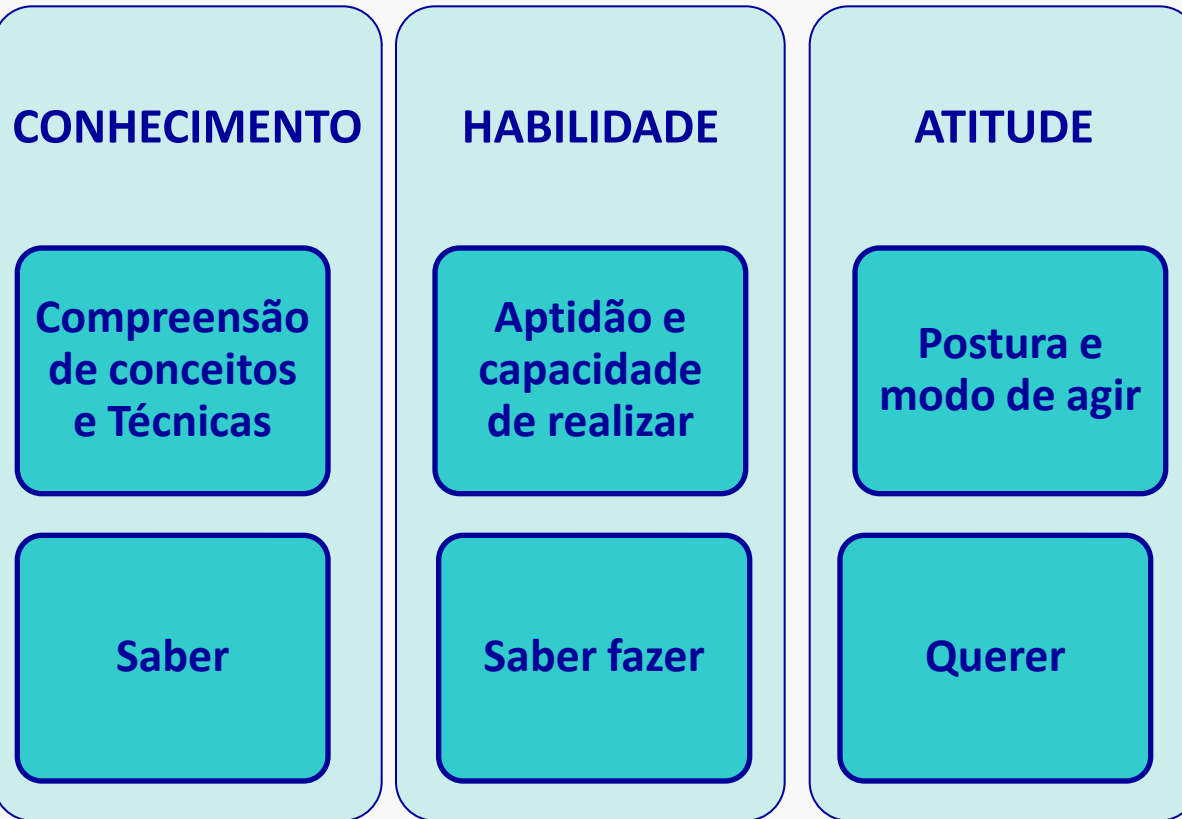 CONHECIMENTO
Compreensão
de conceitos
e Técnicas
Saber
HABILIDADE
Aptidão e
capacidade
de realizar
Saber fazer
ATITUDE
Postura e
modo de agir
Querer